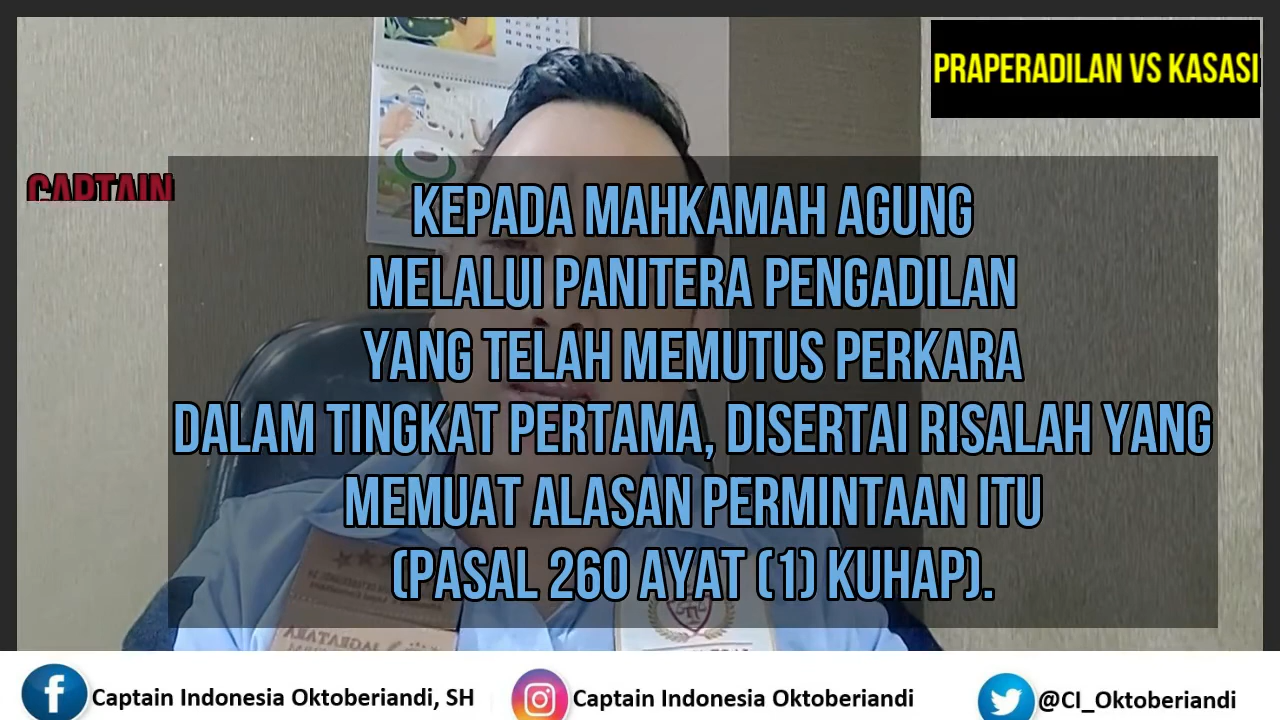 PRAPERADILAN VS KASASI
CAPTAIN
KEPADA MAHKAMAH AGUNG
MELALUI PANITERA PENGADILAN
YANG TELAH MEMUTUS PERKARA
DALAM TINGKAT PERTAMA, DISERTAI RISALAH YANG
MEMUAT ALASAN PERMINTAAN ITU
(PASAL 260 AYAT (1) KUHAP).
Captain Indonesia Oktoberiandi, SH
Captain Indonesia Oktoberiandi
@CI_Oktoberiandi